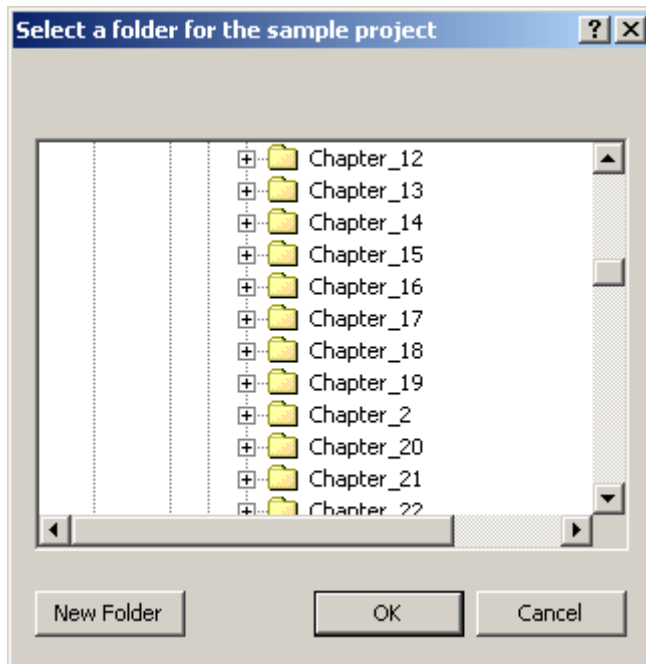 Select a folder for the sample project
Chapter_12
Chapter_13
Chapter_14
Chapter_15
Chapter_16
Chapter_17
Chapter_18
Chapter_19
Chapter_2
Chapter_20
Chapter_21
Chapter_22
New Folder OK Cancel